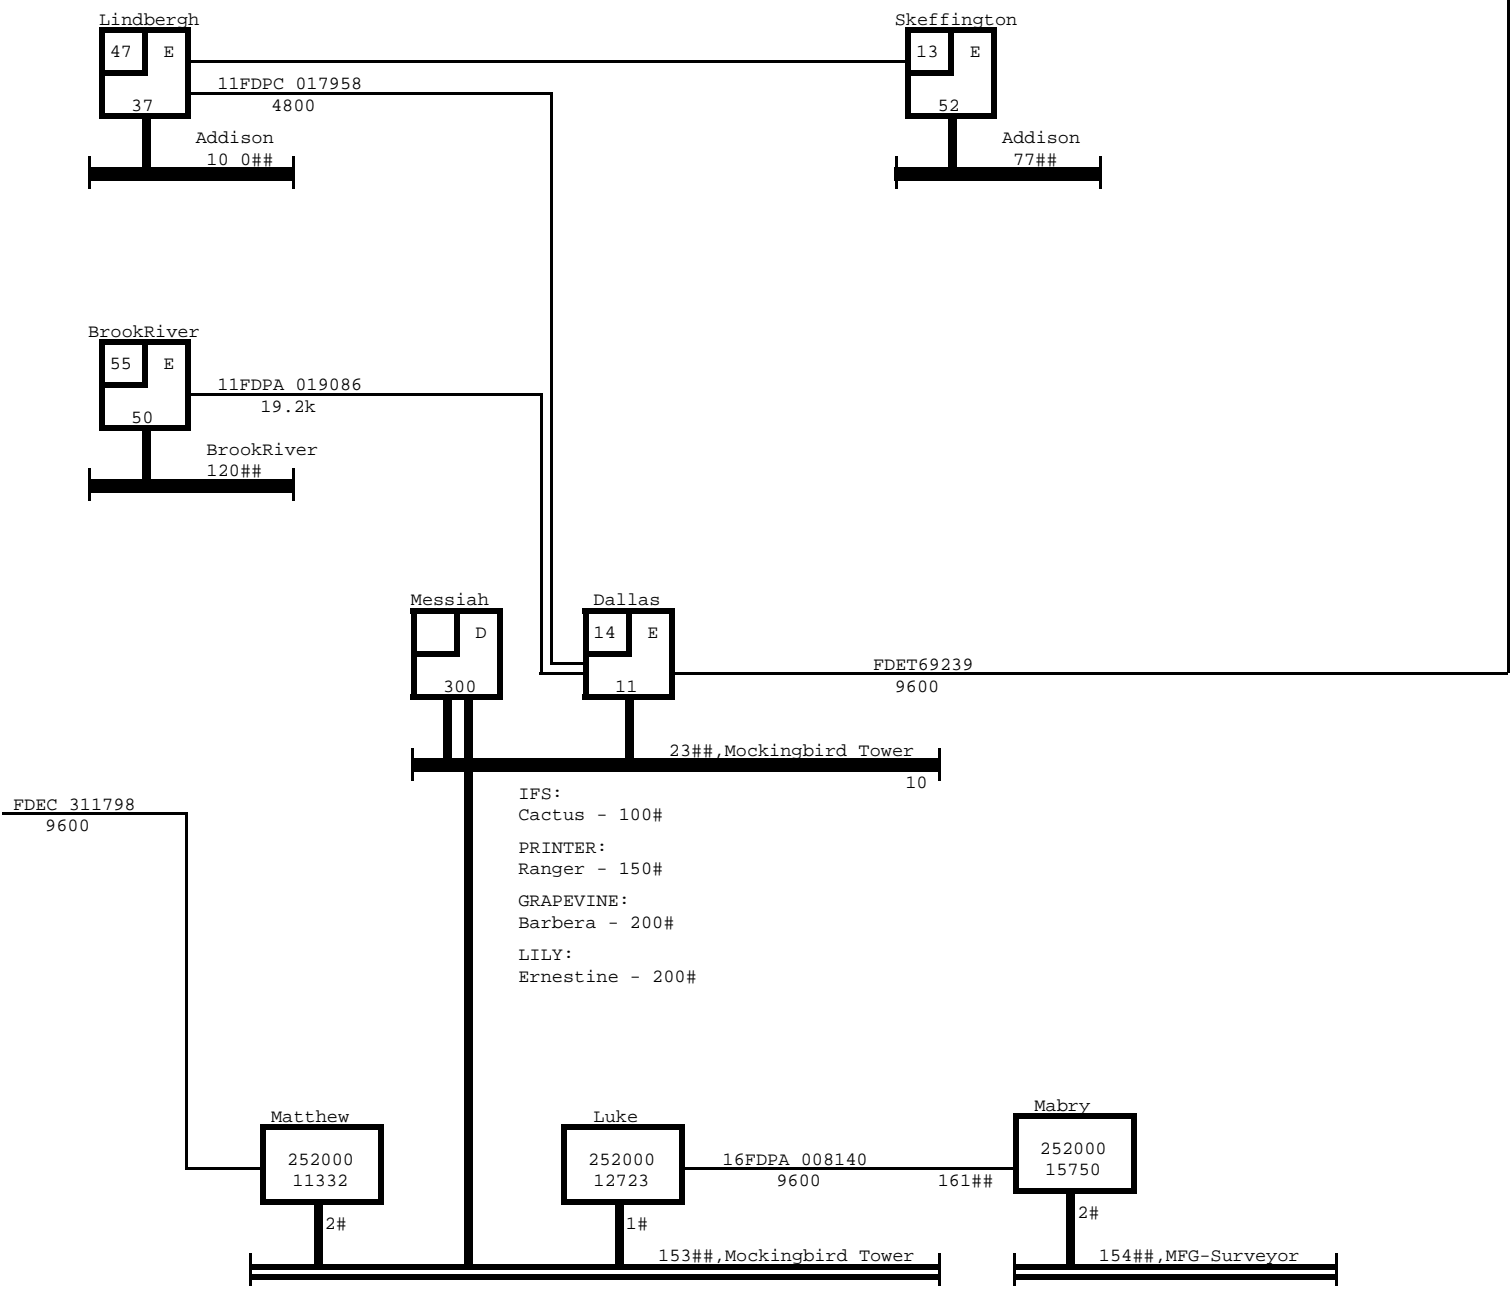 Lindbergh
47 E
37
11FDPC 017958
4800
Addison
10 0##
Skeffington
13 E
52
Addison
77##
BrookRiver
55 E
50
11FDPA 019086
19.2k
BrookRiver
120##
Messiah
D
300
Dallas
14 E
11
FDET69239
9600
23##,Mockingbird Tower
10
IFS:
Cactus - 100#
PRINTER:
Ranger - 150#
GRAPEVINE:
Barbera - 200#
LILY:
Ernestine - 200#
FDEC 311798
9600
Matthew
252000
11332
2#
Luke
252000
12723
1#
16FDPA 008140
9600
161##
Mabry
252000
15750
2#
153##,Mockingbird Tower
154##,MFG-Surveyor